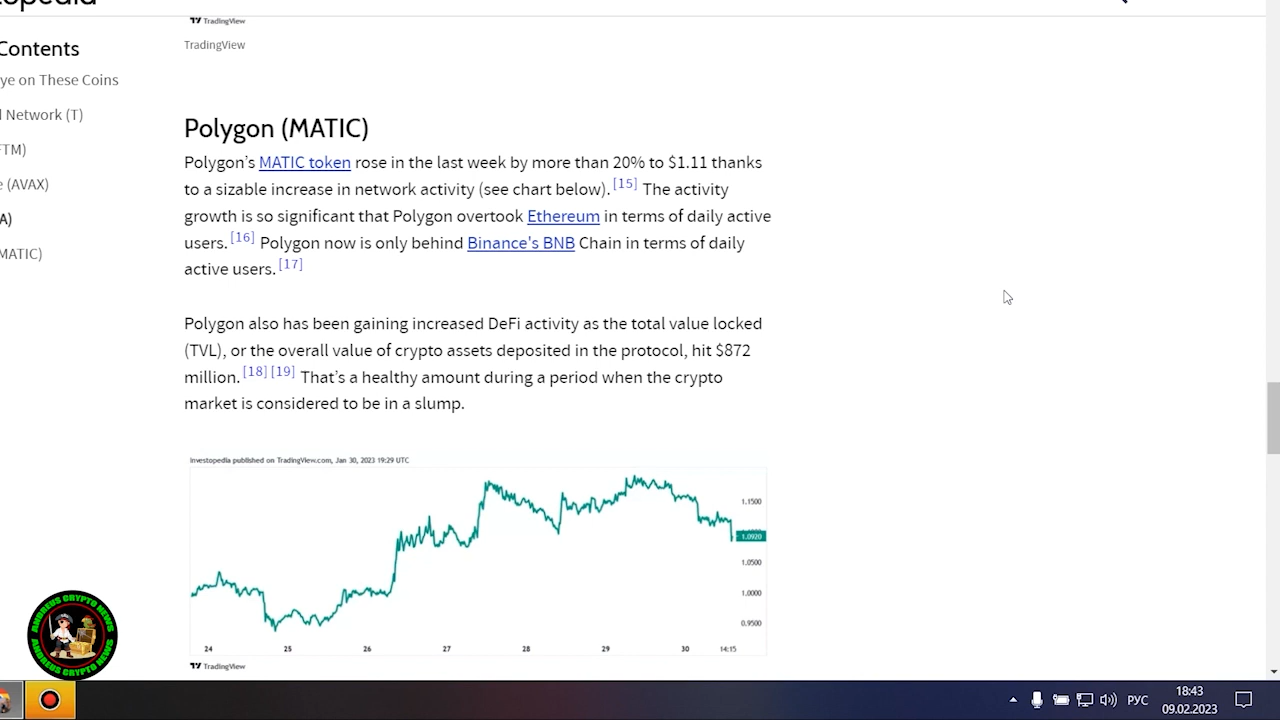 topedia
TradingView
TradingView
Contents
ye on These Coins
l Network (T)
FTM)
e (AVAX)
A)
MATIC)
Polygon (MATIC)
Polygon’s MATIC token rose in the last week by more than 20% to $1.11 thanks
to a sizable increase in network activity (see chart below). [15] The activity
growth is so significant that Polygon overtook Ethereum in terms of daily active
users. [16] Polygon now is only behind Binance's BNB Chain in terms of daily
active users. [17]
Polygon also has been gaining increased DeFi activity as the total value locked
(TVL), or the overall value of crypto assets deposited in the protocol, hit $872
million. [18] [19] That’s a healthy amount during a period when the crypto
market is considered to be in a slump.
Investopedia published on TradingView.com, Jan 30, 2023 19:29 UTC
1.1500
1.0920
1.0500
1.0000
0.9500
24 25 26 27 28 29 30 14:15
TradingView
ANDREUS CRYPTO NEWS
ANDREUS CRYPTO NEWS
РУС
18:43
09.02.2023